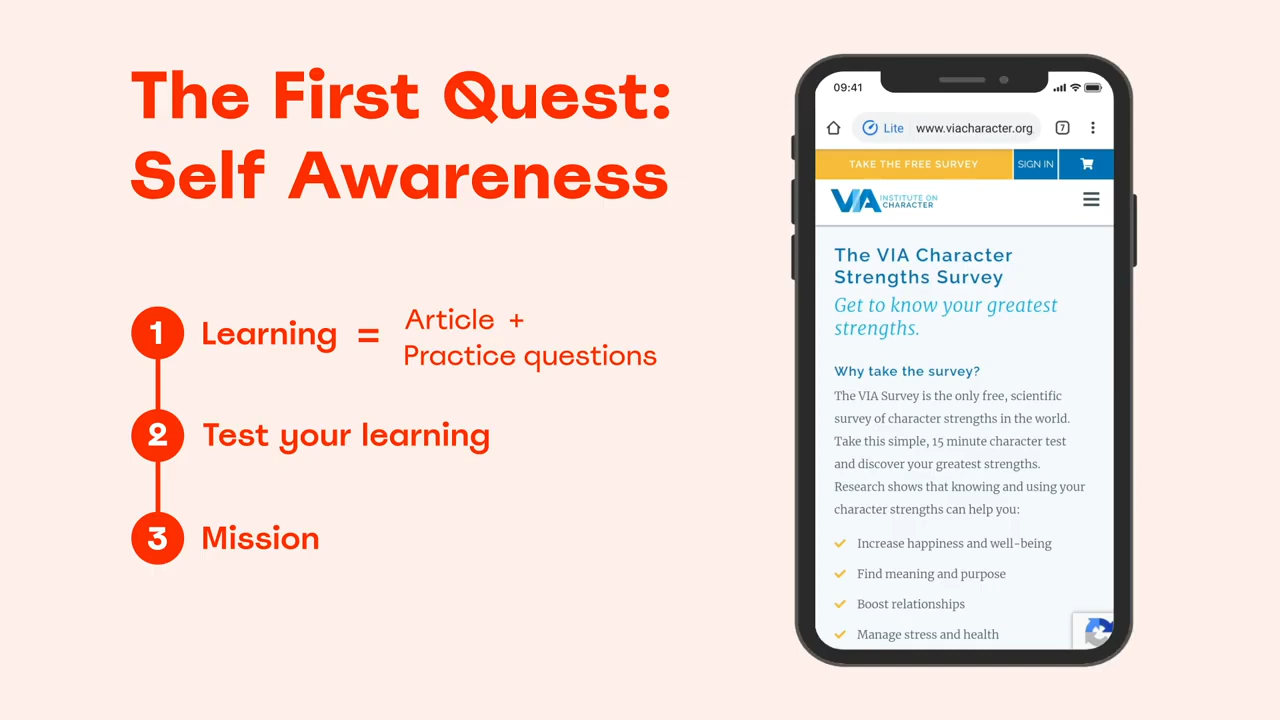 The First Quest:
Self Awareness
1 Learning = Article +
Practice questions
2 Test your learning
3 Mission
09:41
Lite www.viacharacter.org 7
TAKE THE FREE SURVEY SIGN IN
VIA INSTITUTE ON
CHARACTER
The VIA Character
Strengths Survey
Get to know your greatest
strengths.
Why take the survey?
The VIA Survey is the only free, scientific
survey of character strengths in the world.
Take this simple, 15 minute character test
and discover your greatest strengths.
Research shows that knowing and using your
character strengths can help you:
Increase happiness and well-being
Find meaning and purpose
Boost relationships
Manage stress and health